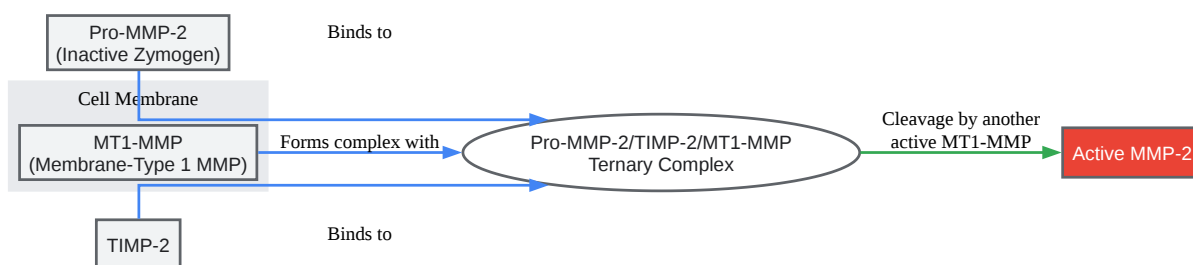 Pro-MMP-2
(Inactive Zymogen)
Binds to
Cell Membrane
MT1-MMP
(Membrane-Type 1 MMP)
Forms complex with
Pro-MMP-2/TIMP-2/MT1-MMP
Ternary Complex
Cleavage by another
active MT1-MMP
Active MMP-2
TIMP-2
Binds to